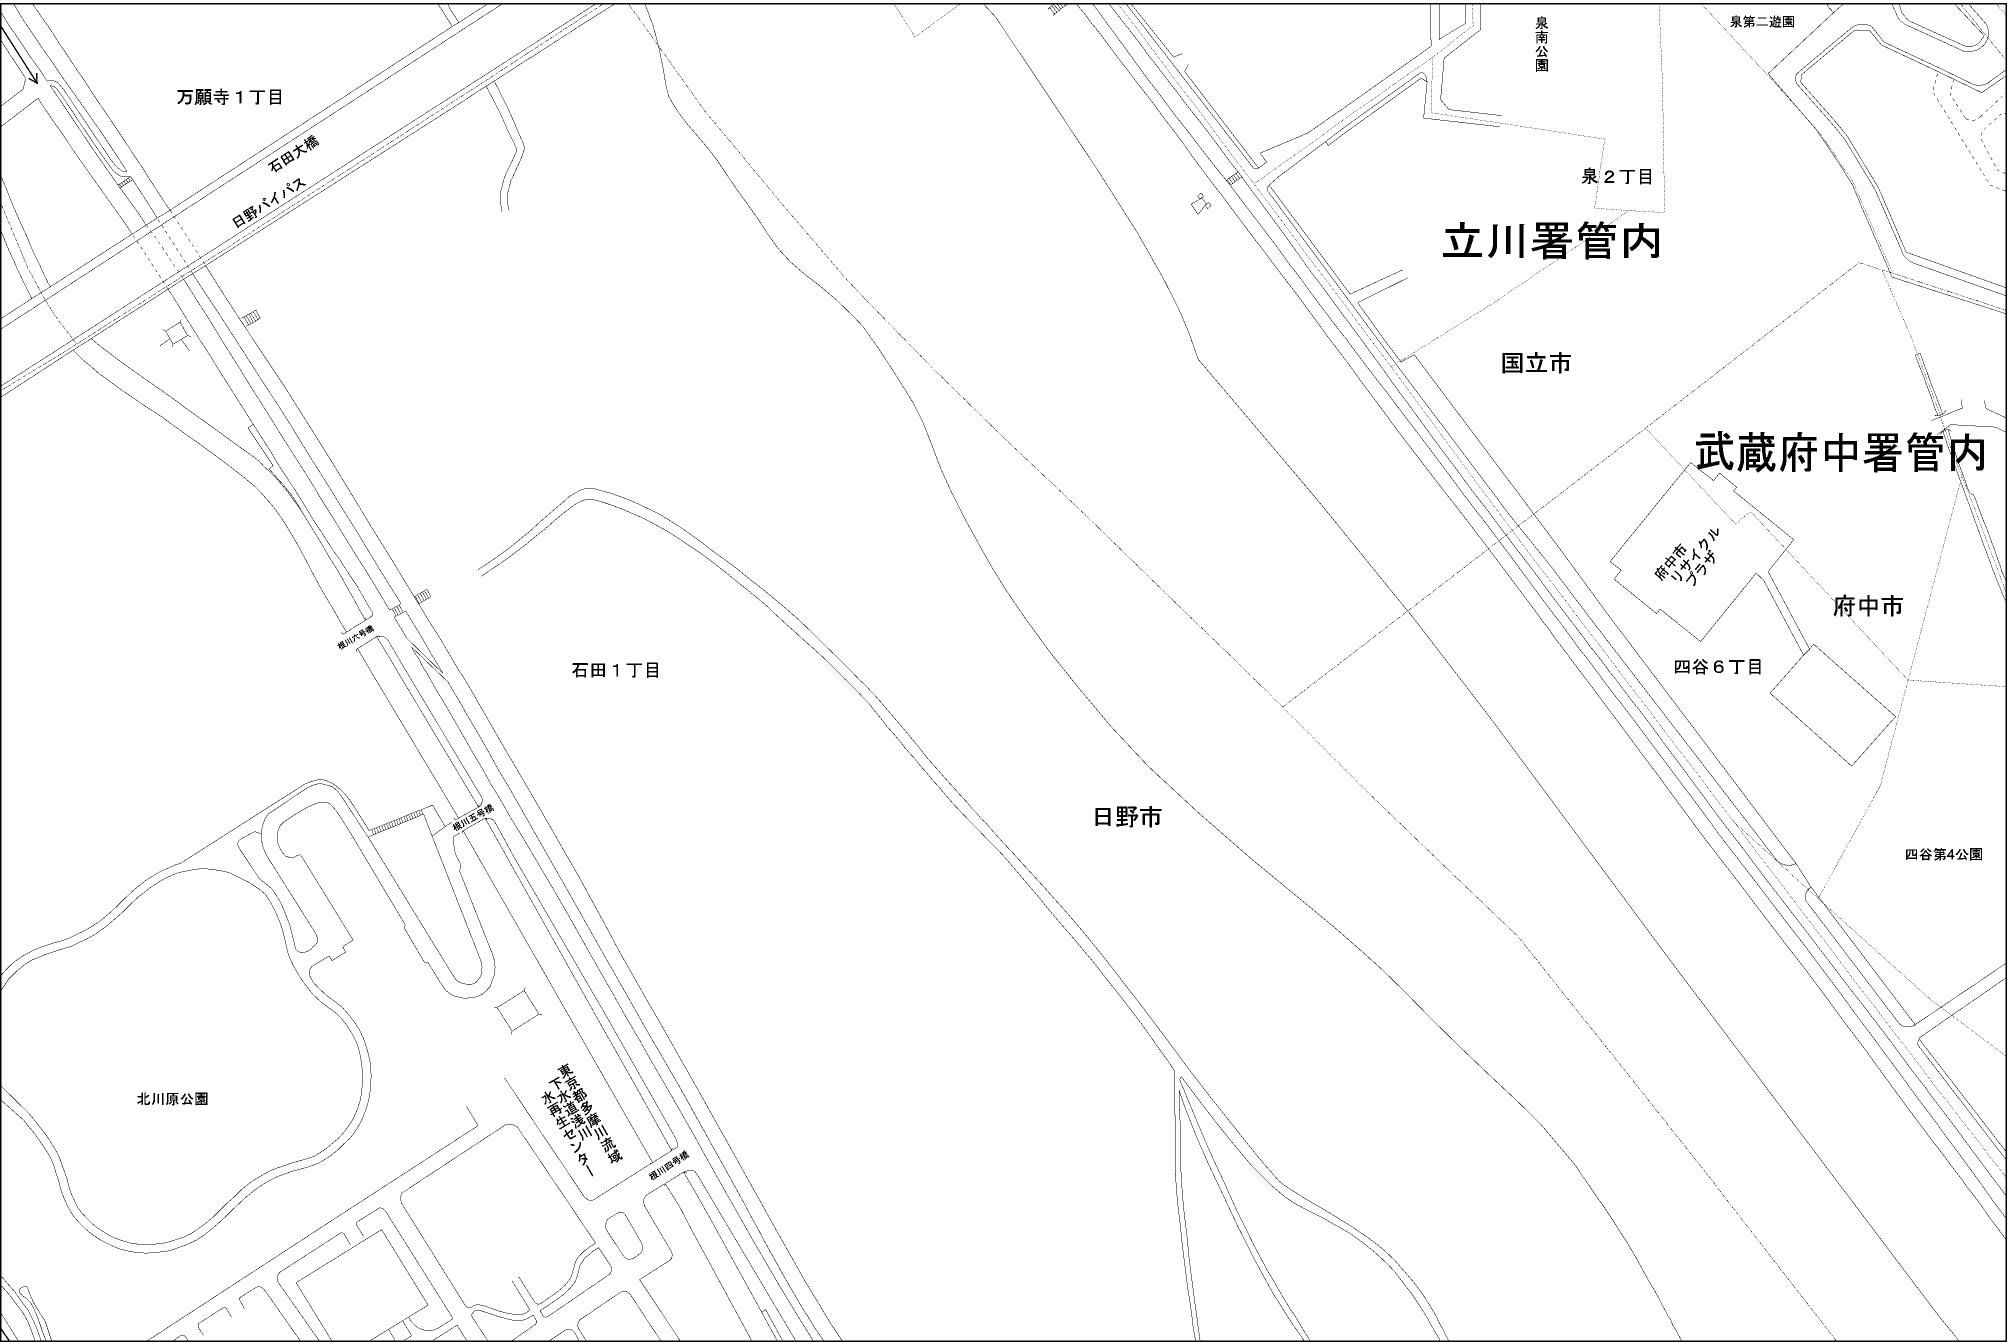 泉南公園
泉第二遊園
万願寺１丁目
石田大橋
日野バイパス
泉２丁目
立川署管内
国立市
武蔵府中署管内
府中市
リサイクル
プラザ
府中市
根川六号橋
石田１丁目
四谷６丁目
根川五号橋
日野市
四谷第4公園
北川原公園
東京都多摩川流域
下水道浅川
水再生センター
根川四号橋